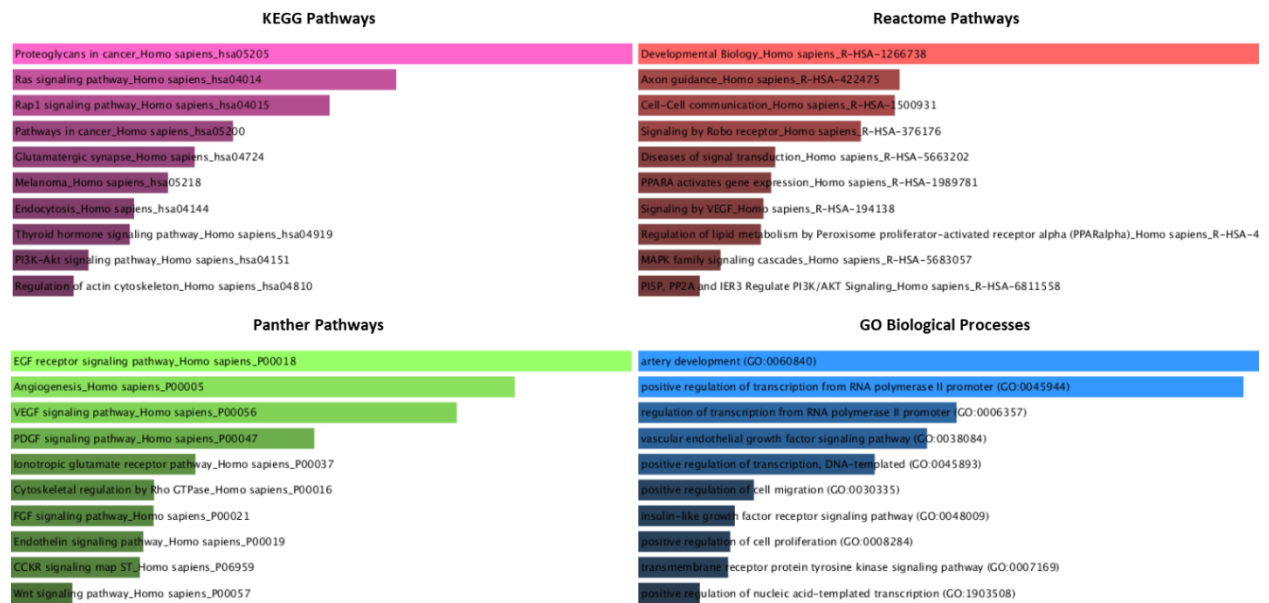 KEGG Pathways
Proteoglycans in cancer_Homo sapiens_hsa05205
Ras signaling pathway_Homo sapiens_hsa04014
Rap1 signaling pathway_Homo sapiens_hsa04015
Pathways in cancer_Homo sapiens_hsa05200
Glutamatergic synapse_Homo sapiens_hsa04724
Melanoma_Homo sapiens_hsa05218
Endocytosis_Homo sapiens_hsa04144
Thyroid hormone signaling pathway_Homo sapiens_hsa04919
PI3K-Akt signaling pathway_Homo sapiens_hsa04151
Regulation of actin cytoskeleton_Homo sapiens_hsa04810
Reactome Pathways
Developmental Biology_Homo sapiens_R-HSA-1266738
Axon guidance_Homo sapiens_R-HSA-422475
Cell-Cell communication_Homo sapiens_R-HSA-1500931
Signaling by Robo receptor_Homo sapiens_R-HSA-376176
Diseases of signal transduction_Homo sapiens_R-HSA-5663202
PPARA activates gene expression_Homo sapiens_R-HSA-1989781
Signaling by VEGF_Homo sapiens_R-HSA-194138
Regulation of lipid metabolism by Peroxisome proliferator-activated receptor alpha (PPARalpha)_Homo sapiens_R-HSA-4
MAPK family signaling cascades_Homo sapiens_R-HSA-5683057
PI5P, PP2A and IER3 Regulate PI3K/AKT Signaling_Homo sapiens_R-HSA-6811558
Panther Pathways
EGF receptor signaling pathway_Homo sapiens_P00018
Angiogenesis_Homo sapiens_P00005
VEGF signaling pathway_Homo sapiens_P00056
PDGF signaling pathway_Homo sapiens_P00047
Ionotropic glutamate receptor pathway_Homo sapiens_P00037
Cytoskeletal regulation by Rho GTPase_Homo sapiens_P00016
FGF signaling pathway_Homo sapiens_P00021
Endothelin signaling pathway_Homo sapiens_P00019
CCKR signaling map ST_Homo sapiens_P06959
Wnt signaling pathway_Homo sapiens_P00057
GO Biological Processes
artery development (GO:0060840)
positive regulation of transcription from RNA polymerase II promoter (GO:0045944)
regulation of transcription from RNA polymerase II promoter (GO:0006357)
vascular endothelial growth factor signaling pathway (GO:0038084)
positive regulation of transcription, DNA-templated (GO:0045893)
positive regulation of cell migration (GO:0030335)
insulin-like growth factor receptor signaling pathway (GO:0048009)
positive regulation of cell proliferation (GO:0008284)
transmembrane receptor protein tyrosine kinase signaling pathway (GO:0007169)
positive regulation of nucleic acid-templated transcription (GO:1903508)